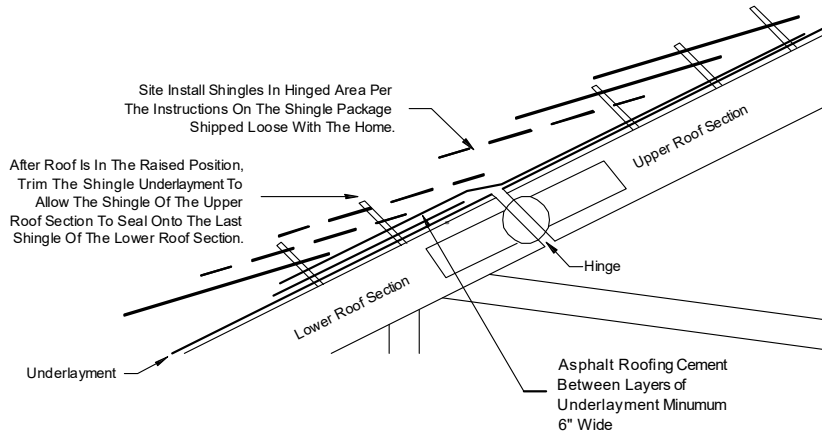 Site Install Shingles In Hinged Area Per
The Instructions On The Shingle Package
Shipped Loose With The Home.
After Roof Is In The Raised Position,
Trim The Shingle Underlayment To
Allow The Shingle Of The Upper
Roof Section To Seal Onto The Last
Shingle Of The Lower Roof Section.
Upper Roof Section
Hinge
Lower Roof Section
Underlayment
Asphalt Roofing Cement
Between Layers of
Underlayment Minumum
6" Wide